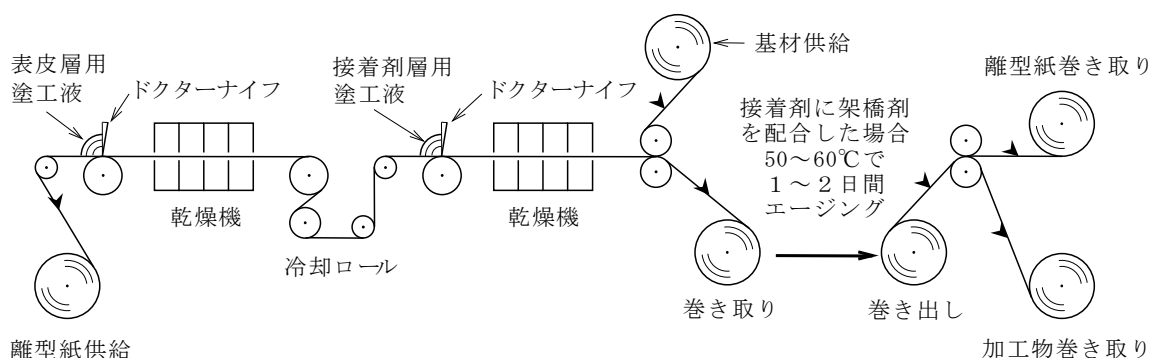 基材供給
表皮層用
塗工液
ドクターナイフ
接着剤層用
塗工液
ドクターナイフ
離型紙巻き取り
接着剤に架橋剤
を配合した場合
50〜60℃で
1〜2日間
エージング
乾燥機
乾燥機
冷却ロール
巻き取り
巻き出し
離型紙供給
加工物巻き取り